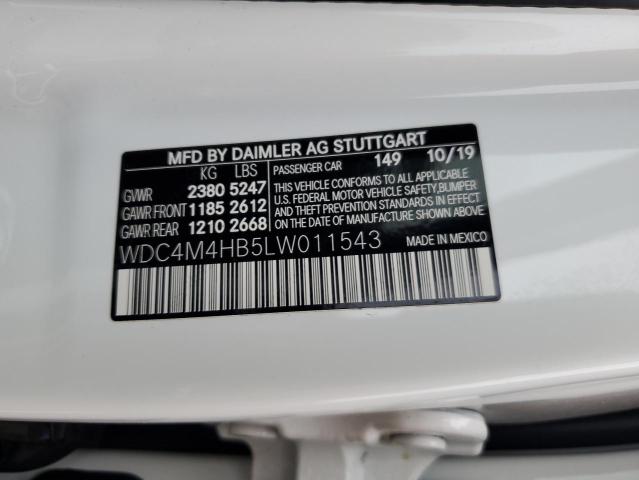 MFD BY DAIMLER AG STUTTGART
KG LBS PASSENGER CAR 149 10/19
GVWR 2380 5247
GAWR FRONT 1185 2612
GAWR REAR 1210 2668
THIS VEHICLE CONFORMS TO ALL APPLICABLE
U.S. FEDERAL MOTOR VEHICLE SAFETY, BUMPER
AND THEFT PREVENTION STANDARDS IN EFFECT
ON THE DATE OF MANUFACTURE SHOWN ABOVE.
WDC4M4HB5LW011543 MADE IN MEXICO